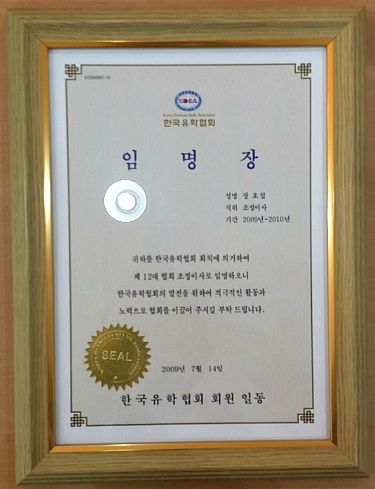 KOSA
Korea Overseas Study Association
한국유학협회
임 명 장
성명 장 호 설
직위 조정이사
기간 2009년~2010년
귀하를 한국유학협회 회칙에 의거하여
제 12대 협회 조정이사로 임명하오니
한국유학협회의 발전을 위하여 적극적인 활동과
노력으로 협회를 이끌어 주시길 부탁 드립니다.
SEAL
2009년 7월 14일
한국유학협회 회원 일동